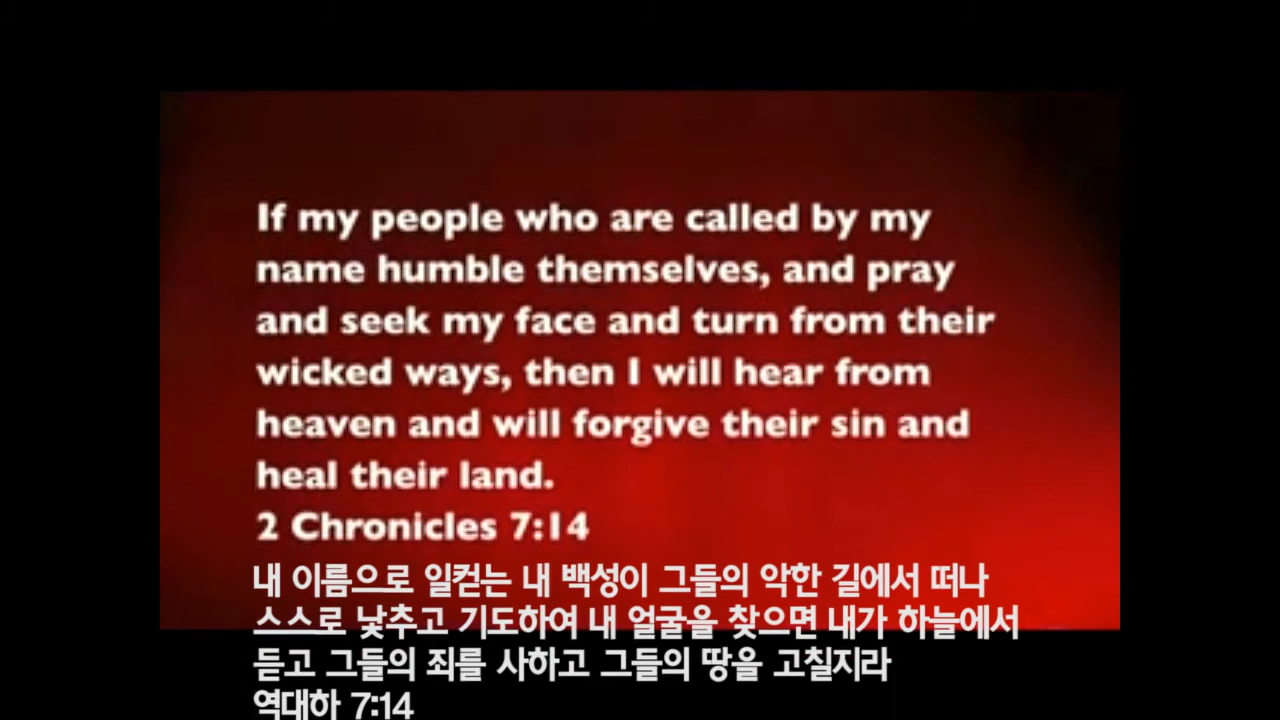 If my people who are called by my
name humble themselves, and pray
and seek my face and turn from their
wicked ways, then I will hear from
heaven and will forgive their sin and
heal their land.
2 Chronicles 7:14
내 이름으로 일컫는 내 백성이 그들의 악한 길에서 떠나
스스로 낮추고 기도하여 내 얼굴을 찾으면 내가 하늘에서
듣고 그들의 죄를 사하고 그들의 땅을 고칠지라
역대하 7:14